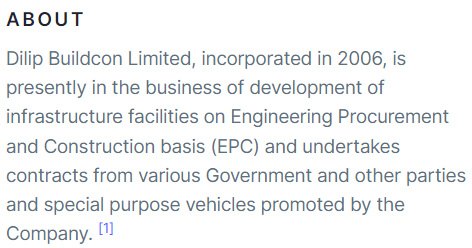 ABOUT
Dilip Buildcon Limited, incorporated in 2006, is
presently in the business of development of
infrastructure facilities on Engineering Procurement
and Construction basis (EPC) and undertakes
contracts from various Government and other parties
and special purpose vehicles promoted by the
Company. [1]